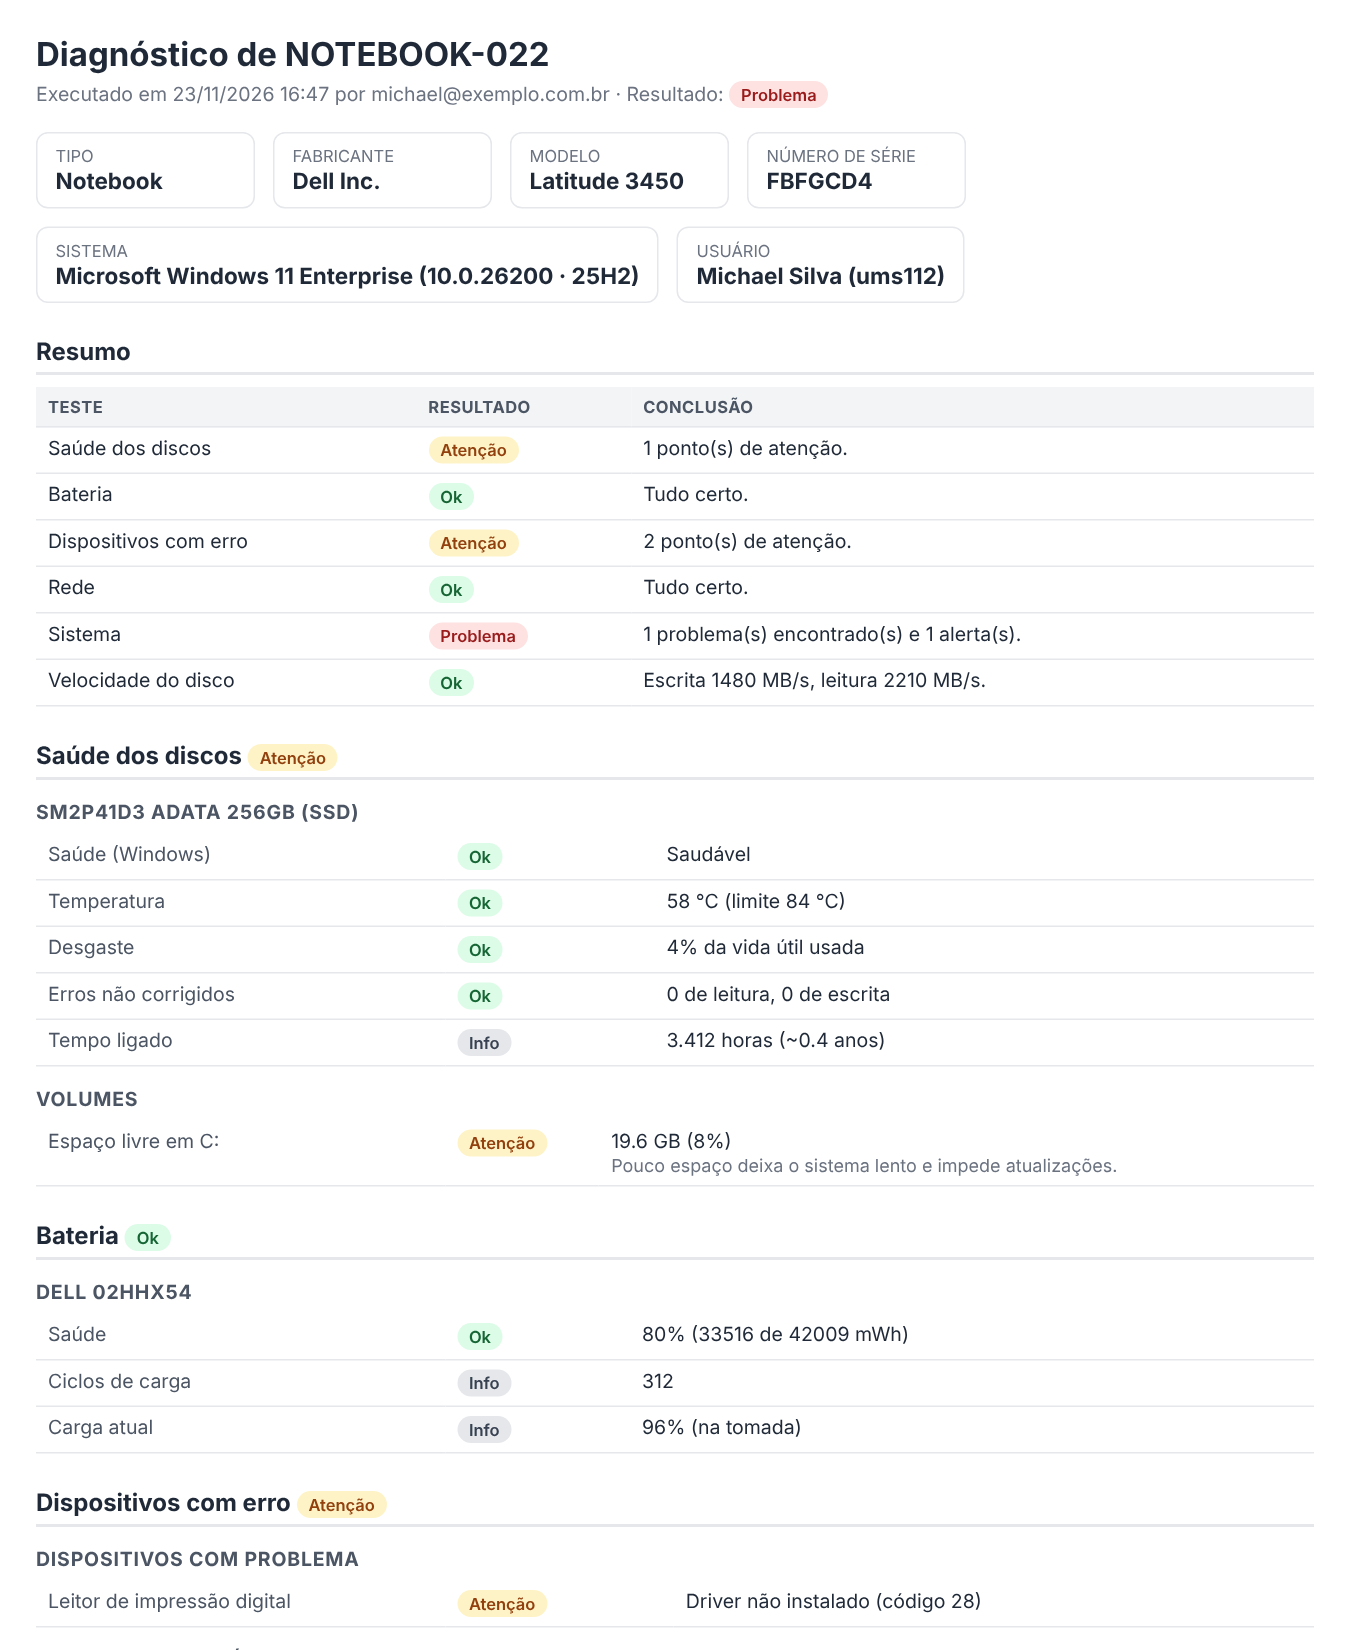 Diagnóstico de NOTEBOOK-022
Executado em 23/11/2026 16:47 por michael@exemplo.com.br · Resultado: Problema
TIPO
Notebook
FABRICANTE
Dell Inc.
MODELO
Latitude 3450
NÚMERO DE SÉRIE
FBFGCD4
SISTEMA
Microsoft Windows 11 Enterprise (10.0.26200 · 25H2)
USUÁRIO
Michael Silva (ums112)
Resumo
TESTE RESULTADO CONCLUSÃO
Saúde dos discos Atenção 1 ponto(s) de atenção.
Bateria Ok Tudo certo.
Dispositivos com erro Atenção 2 ponto(s) de atenção.
Rede Ok Tudo certo.
Sistema Problema 1 problema(s) encontrado(s) e 1 alerta(s).
Velocidade do disco Ok Escrita 1480 MB/s, leitura 2210 MB/s.
Saúde dos discos Atenção
SM2P41D3 ADATA 256GB (SSD)
Saúde (Windows) Ok Saudável
Temperatura Ok 58 °C (limite 84 °C)
Desgaste Ok 4% da vida útil usada
Erros não corrigidos Ok 0 de leitura, 0 de escrita
Tempo ligado Info 3.412 horas (~0.4 anos)
VOLUMES
Espaço livre em C: Atenção 19.6 GB (8%)
Pouco espaço deixa o sistema lento e impede atualizações.
Bateria Ok
DELL 02HHX54
Saúde Ok 80% (33516 de 42009 mWh)
Ciclos de carga Info 312
Carga atual Info 96% (na tomada)
Dispositivos com erro Atenção
DISPOSITIVOS COM PROBLEMA
Leitor de impressão digital Atenção Driver não instalado (código 28)